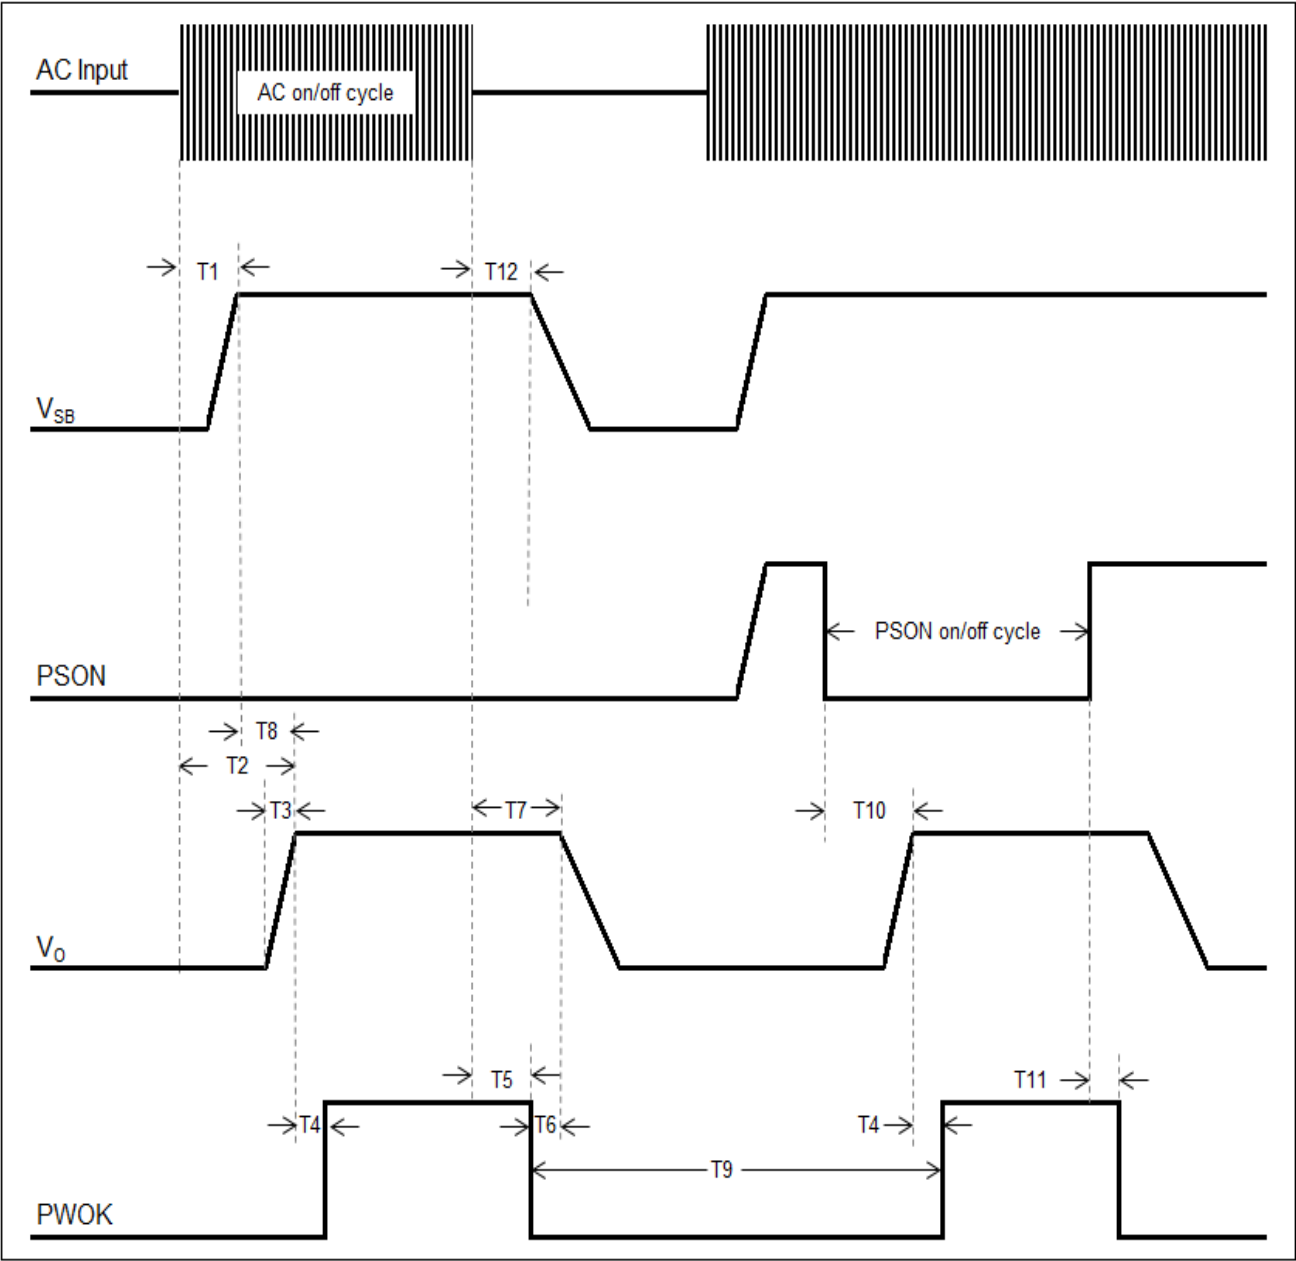 AC Input
AC on/off cycle
T1
T12
VSB
PSON on/off cycle
PSON
T8
T2
T3
T7
T10
VO
T5
T11
T4
T6
T4
T9
PWOK